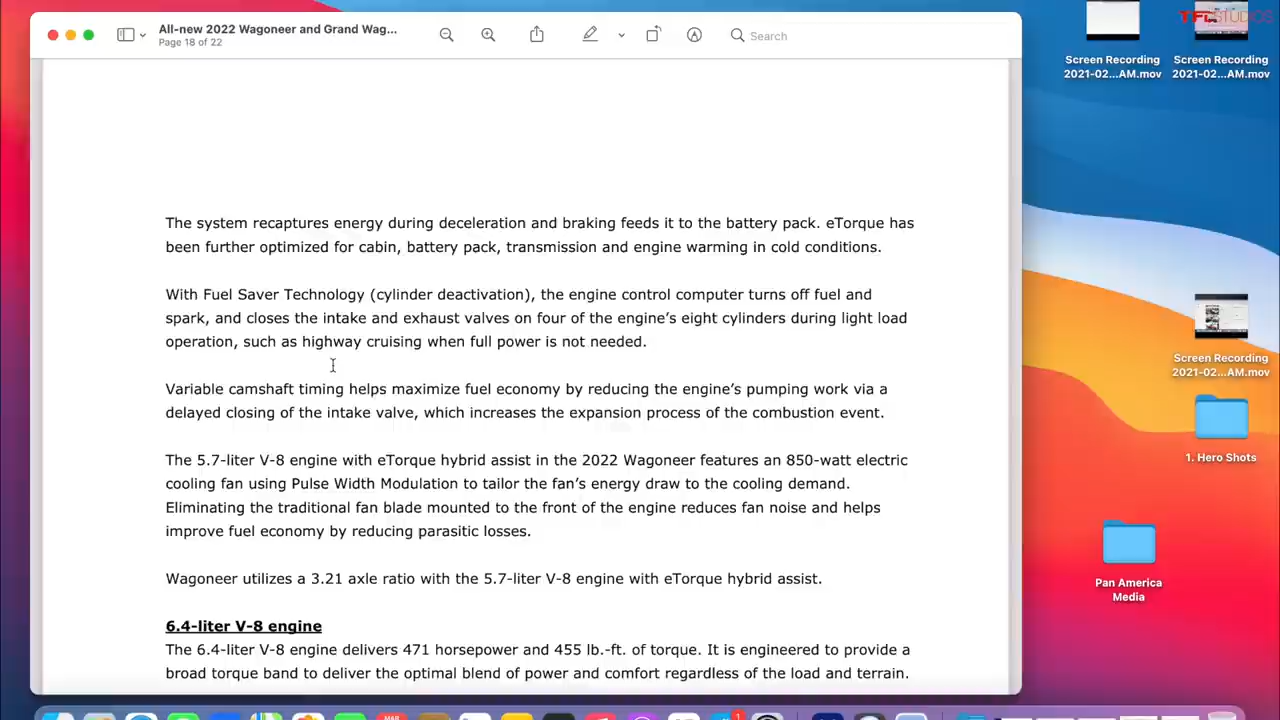 All-new 2022 Wagoneer and Grand Wag...
Page 18 of 22
Search
TFLSTUDIOS
Screen Recording
2021-02...AM.mov
Screen Recording
2021-02...AM.mov
The system recaptures energy during deceleration and braking feeds it to the battery pack. eTorque has
been further optimized for cabin, battery pack, transmission and engine warming in cold conditions.
With Fuel Saver Technology (cylinder deactivation), the engine control computer turns off fuel and
spark, and closes the intake and exhaust valves on four of the engine's eight cylinders during light load
operation, such as highway cruising when full power is not needed.
Variable camshaft timing helps maximize fuel economy by reducing the engine's pumping work via a
delayed closing of the intake valve, which increases the expansion process of the combustion event.
The 5.7-liter V-8 engine with eTorque hybrid assist in the 2022 Wagoneer features an 850-watt electric
cooling fan using Pulse Width Modulation to tailor the fan's energy draw to the cooling demand.
Eliminating the traditional fan blade mounted to the front of the engine reduces fan noise and helps
improve fuel economy by reducing parasitic losses.
Wagoneer utilizes a 3.21 axle ratio with the 5.7-liter V-8 engine with eTorque hybrid assist.
6.4-liter V-8 engine
The 6.4-liter V-8 engine delivers 471 horsepower and 455 lb.-ft. of torque. It is engineered to provide a
broad torque band to deliver the optimal blend of power and comfort regardless of the load and terrain.
Screen Recording
2021-02...AM.mov
1. Hero Shots
Pan America
Media
MAR
1